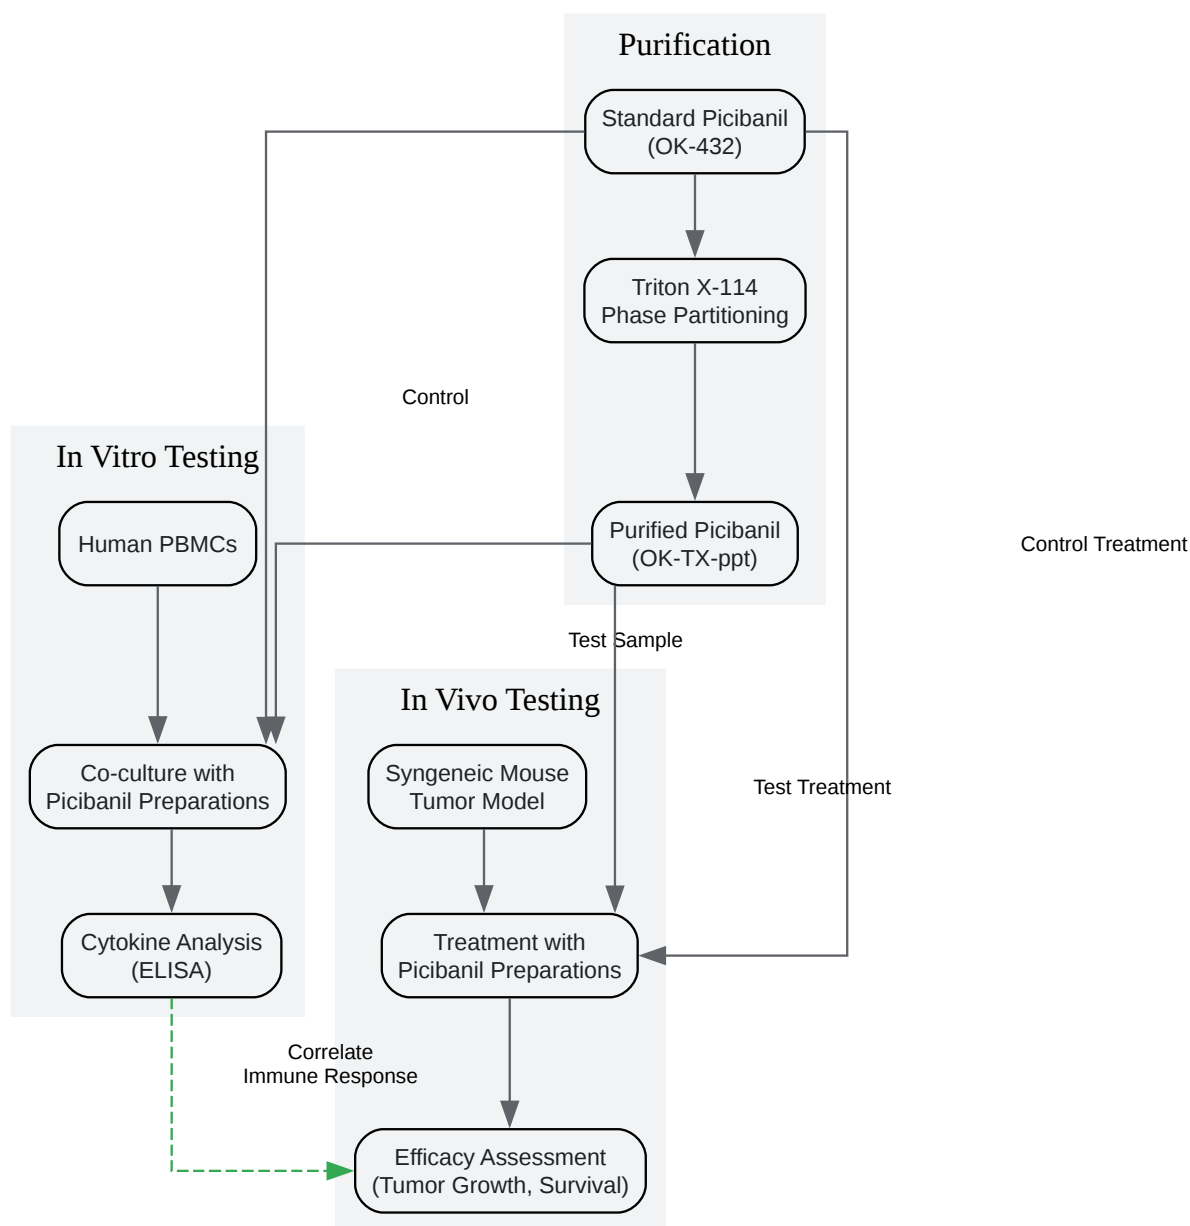 Purification
Standard Picibanil
(OK-432)
Triton X-114
Phase Partitioning
Control
In Vitro Testing
Human PBMCs
Purified Picibanil
(OK-TX-ppt)
Control Treatment
Test Sample
In Vivo Testing
Co-culture with
Picibanil Preparations
Syngeneic Mouse
Tumor Model
Test Treatment
Cytokine Analysis
(ELISA)
Treatment with
Picibanil Preparations
Correlate
Immune Response
Efficacy Assessment
(Tumor Growth, Survival)